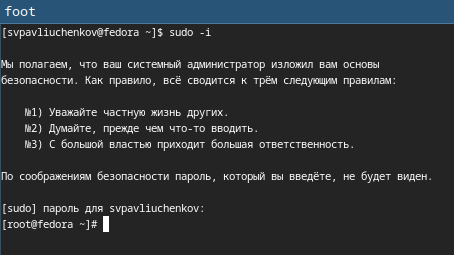 foot
[svpavliuchenkov@fedora ~]$ sudo -i
Мы полагаем, что ваш системный администратор изложил вам основы
безопасности. Как правило, всё сводится к трём следующим правилам:
№1) Уважайте частную жизнь других.
№2) Думайте, прежде чем что-то вводить.
№3) С большой властью приходит большая ответственность.
По соображениям безопасности пароль, который вы введёте, не будет виден.
[sudo] пароль для svpavliuchenkov:
[root@fedora ~]#